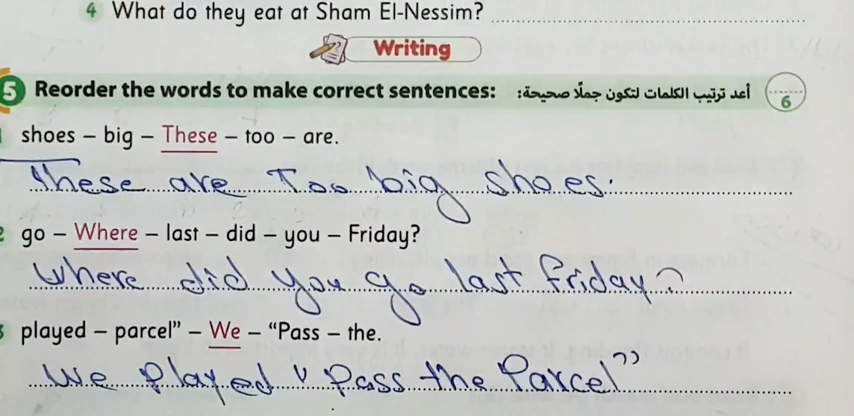 4 What do they eat at Sham El-Nessim? ........................
Writing
5 Reorder the words to make correct sentences: أعد ترتيب الكلمات لتكون جملًا صحيحة: 6
shoes – big – These – too – are.
These are Too big shoes.
go – Where – last – did – you – Friday?
Where did you go last friday?
played – parcel” – We – “Pass – the.
We Played " Pass the Parcel"